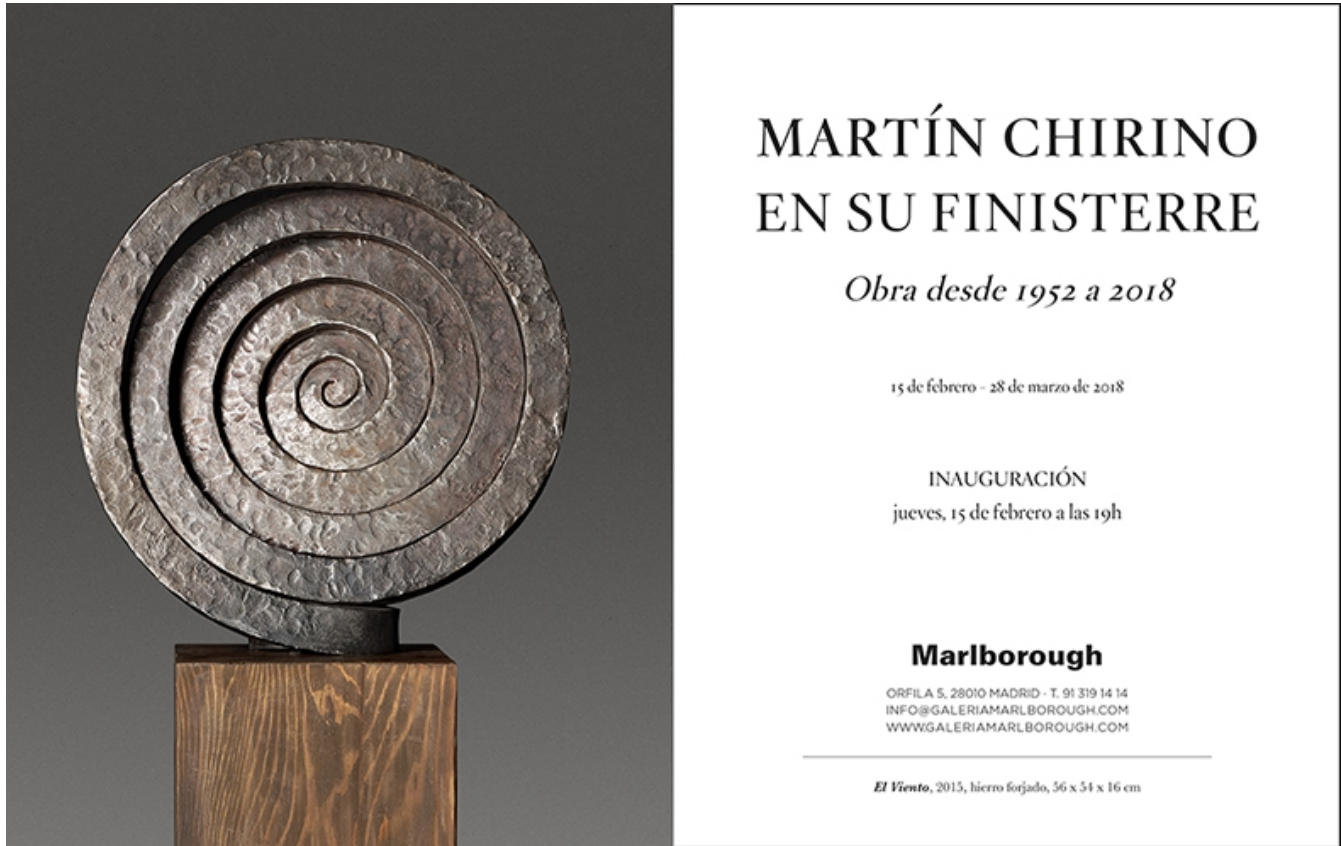 MARTÍN CHIRINO
EN SU FINISTERRE
Obra desde 1952 a 2018
15 de febrero - 28 de marzo de 2018
INAUGURACIÓN
jueves, 15 de febrero a las 19h
Marlborough
ORFILA 5, 28010 MADRID - T. 91 319 14 14
INFO@GALERIAMARLBOROUGH.COM
WWW.GALERIAMARLBOROUGH.COM
El Viento, 2015, hierro forjado, 56 x 54 x 16 cm